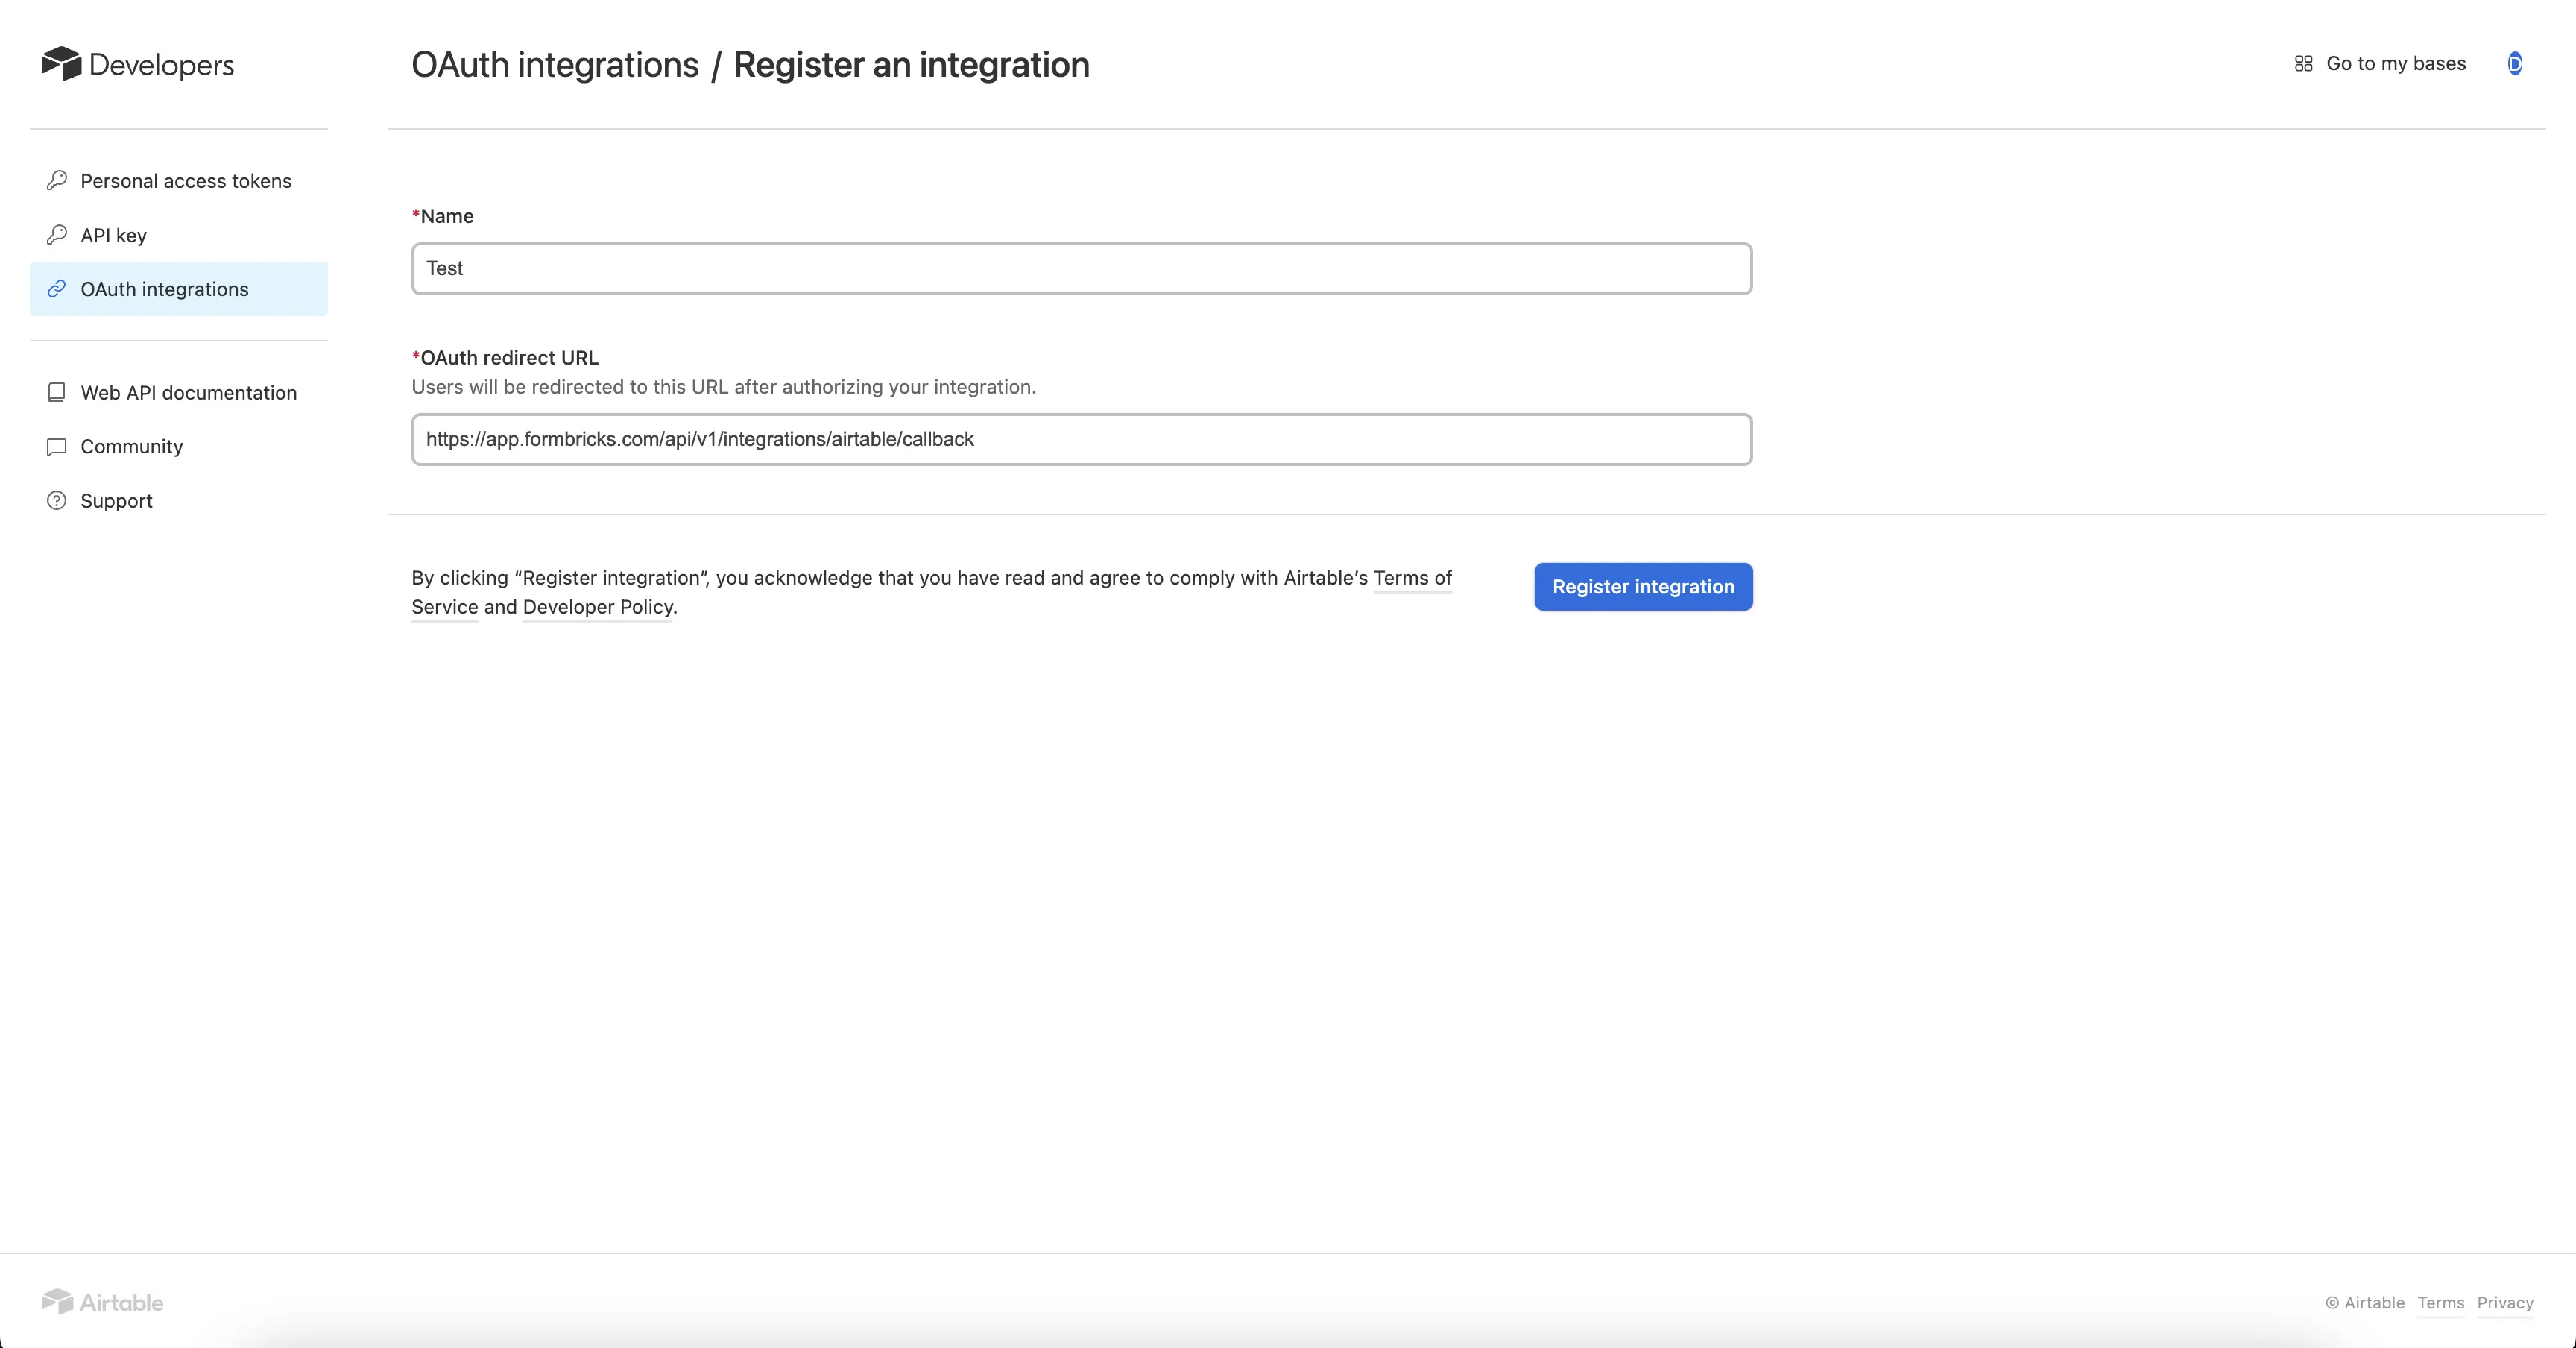 Developers
OAuth integrations / Register an integration
Go to my bases
D
Personal access tokens
API key
OAuth integrations
Web API documentation
Community
Support
*Name
Test
*OAuth redirect URL
Users will be redirected to this URL after authorizing your integration.
https://app.formbricks.com/api/v1/integrations/airtable/callback
By clicking “Register integration”, you acknowledge that you have read and agree to comply with Airtable’s Terms of
Service and Developer Policy.
Register integration
Airtable
© Airtable Terms Privacy